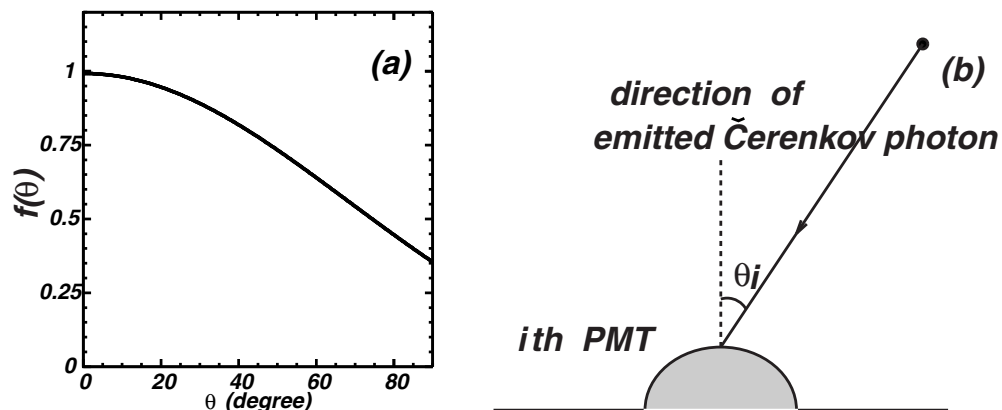 (a)
1
0.75
0.5
0.25
0
f(θ)
0 20 40 60 80
θ (degree)
(b)
direction of
emitted Čerenkov photon
θi
ith PMT